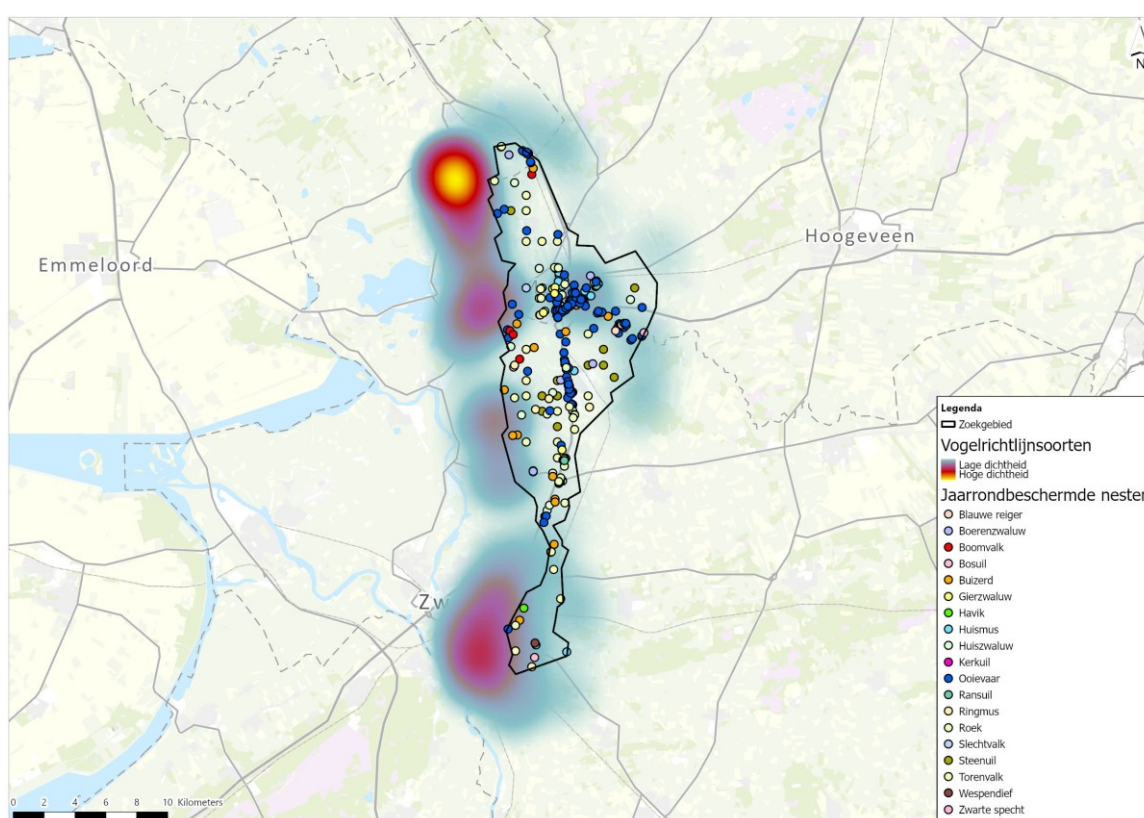 N
Hoogeveen
Emmeloord
Zw
Legenda
Zoekgebied
Vogelrichtlijnsoorten
Lage dichtheid
Hoge dichtheid
Jaarrondbeschermde nesten
Blauwe reiger
Boerenzwaluw
Boomvalk
Bosuil
Buizerd
Gierzwaluw
Havik
Huismus
Huiszwaluw
Kerkuil
Ooievaar
Ransuil
Ringmus
Roek
Slechtvalk
Steenuil
Torenvalk
Wespendief
Zwarte specht
0 2 4 6 8 10 Kilometers